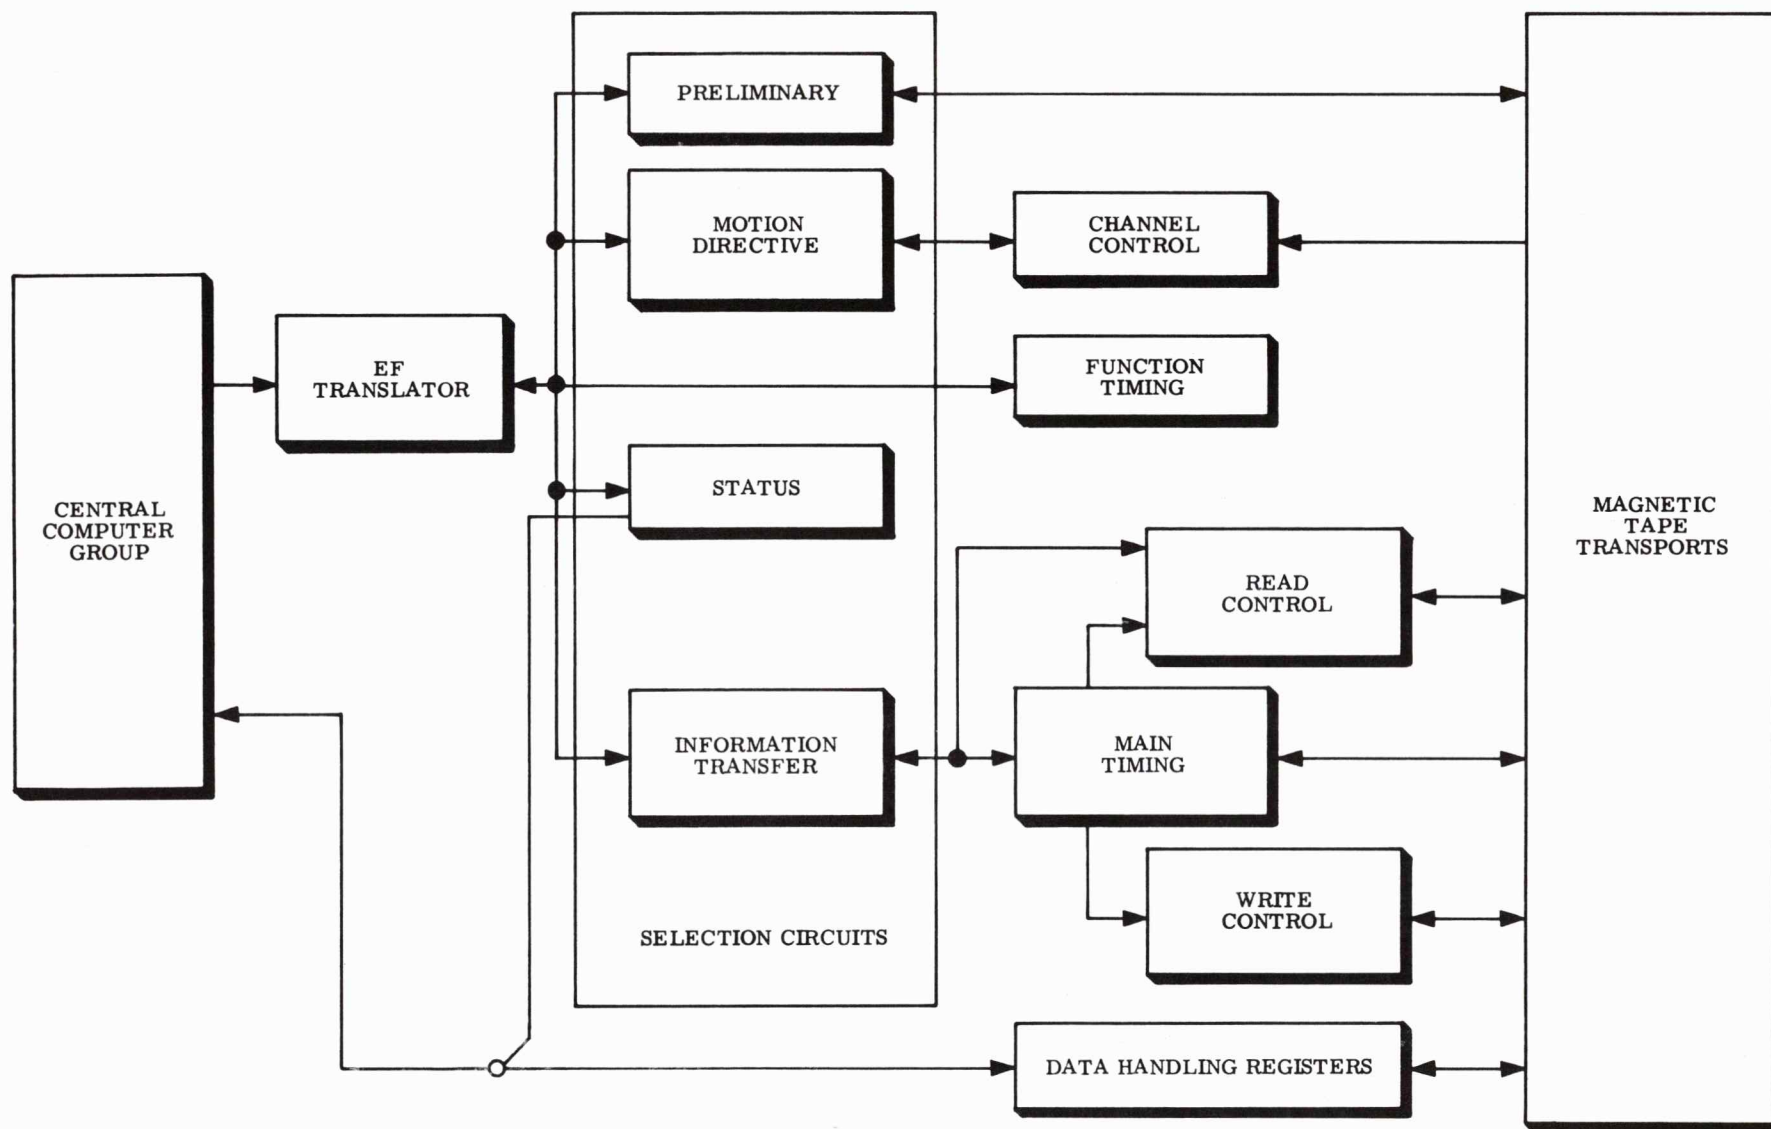 PRELIMINARY
MOTION
DIRECTIVE
CHANNEL
CONTROL
EF
TRANSLATOR
FUNCTION
TIMING
CENTRAL
COMPUTER
GROUP
STATUS
MAGNETIC
TAPE
TRANSPORTS
READ
CONTROL
INFORMATION
TRANSFER
MAIN
TIMING
WRITE
CONTROL
SELECTION CIRCUITS
DATA HANDLING REGISTERS